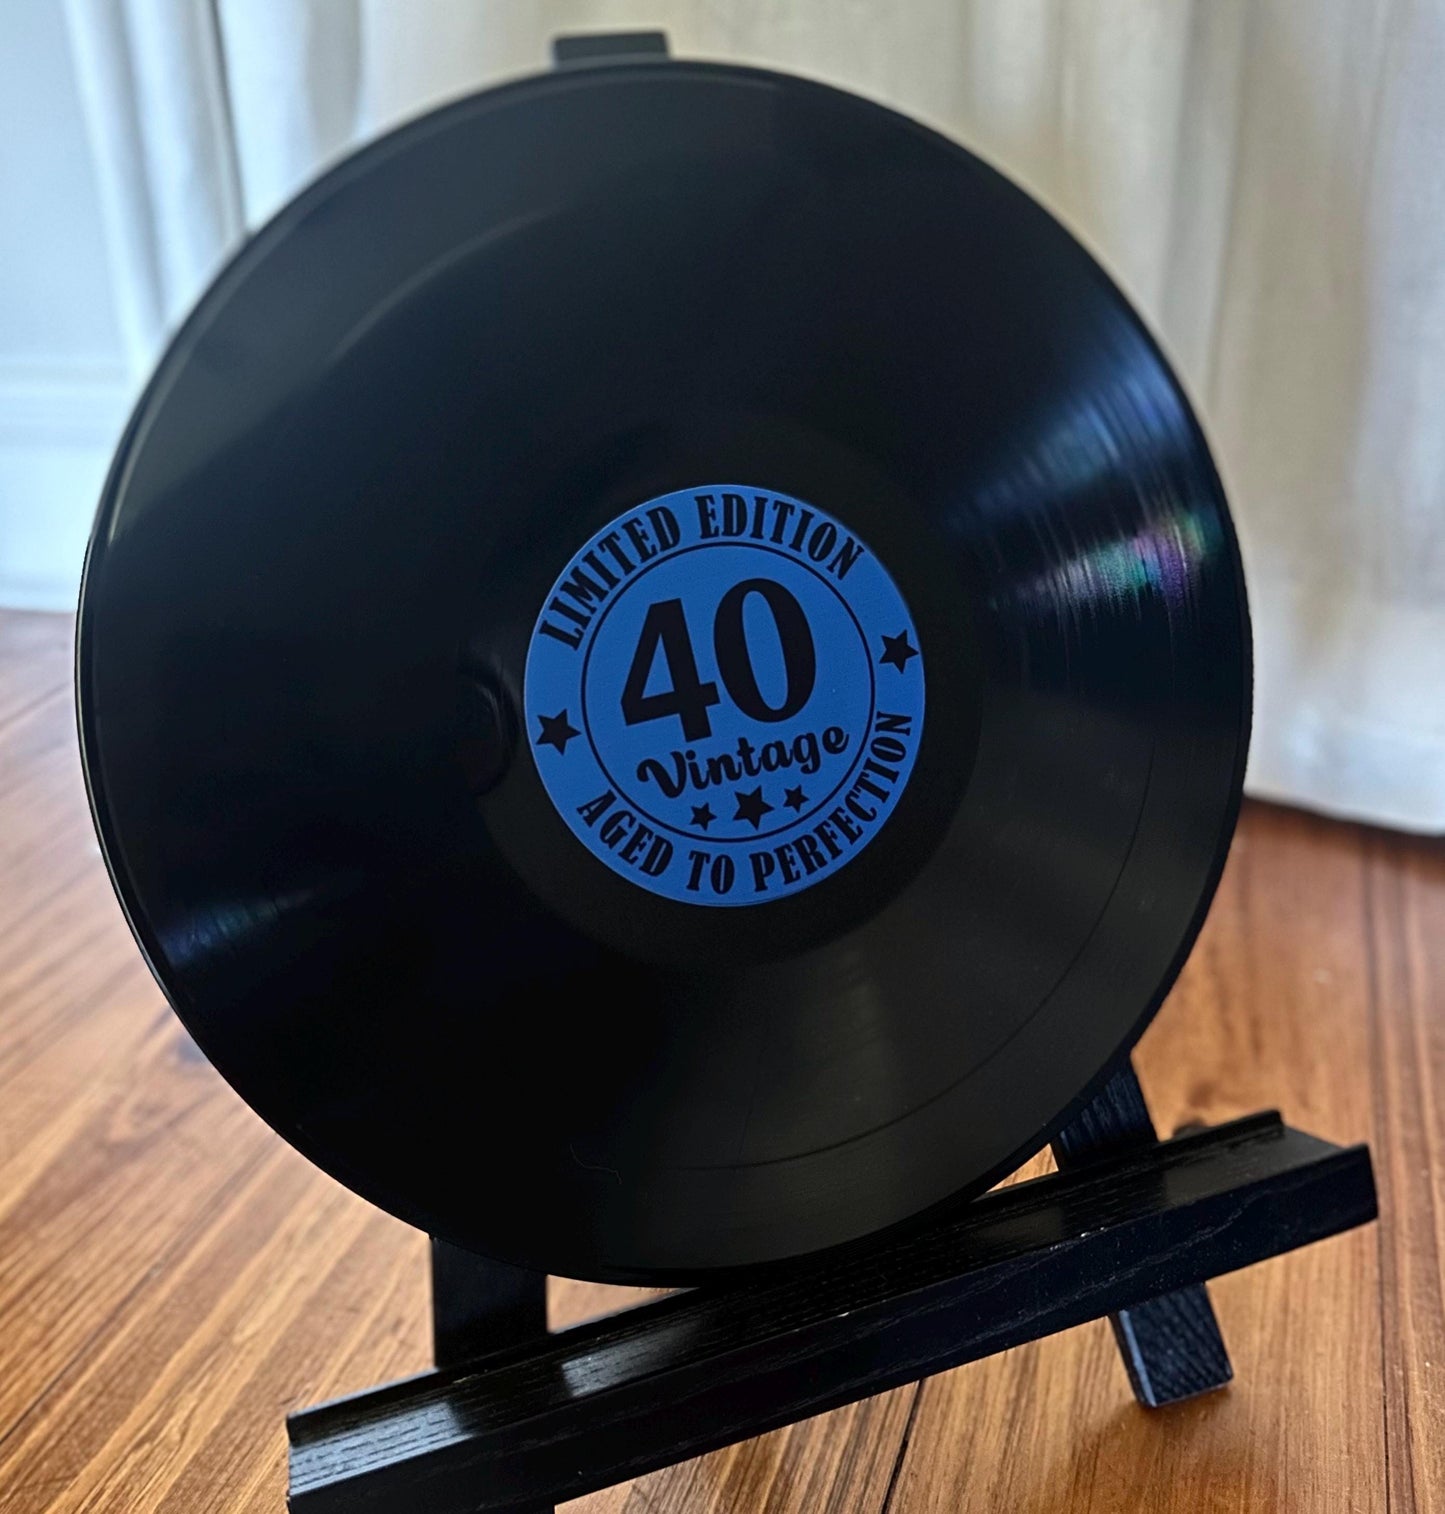 LIMITED EDITION
40
Vintage
AGED TO PERFECTION